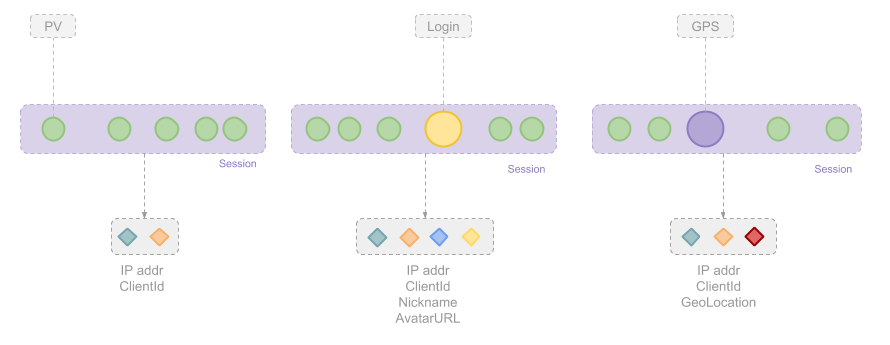 PV
Login
GPS
Session
Session
Session
IP addr
ClientId
IP addr
ClientId
Nickname
AvatarURL
IP addr
ClientId
GeoLocation